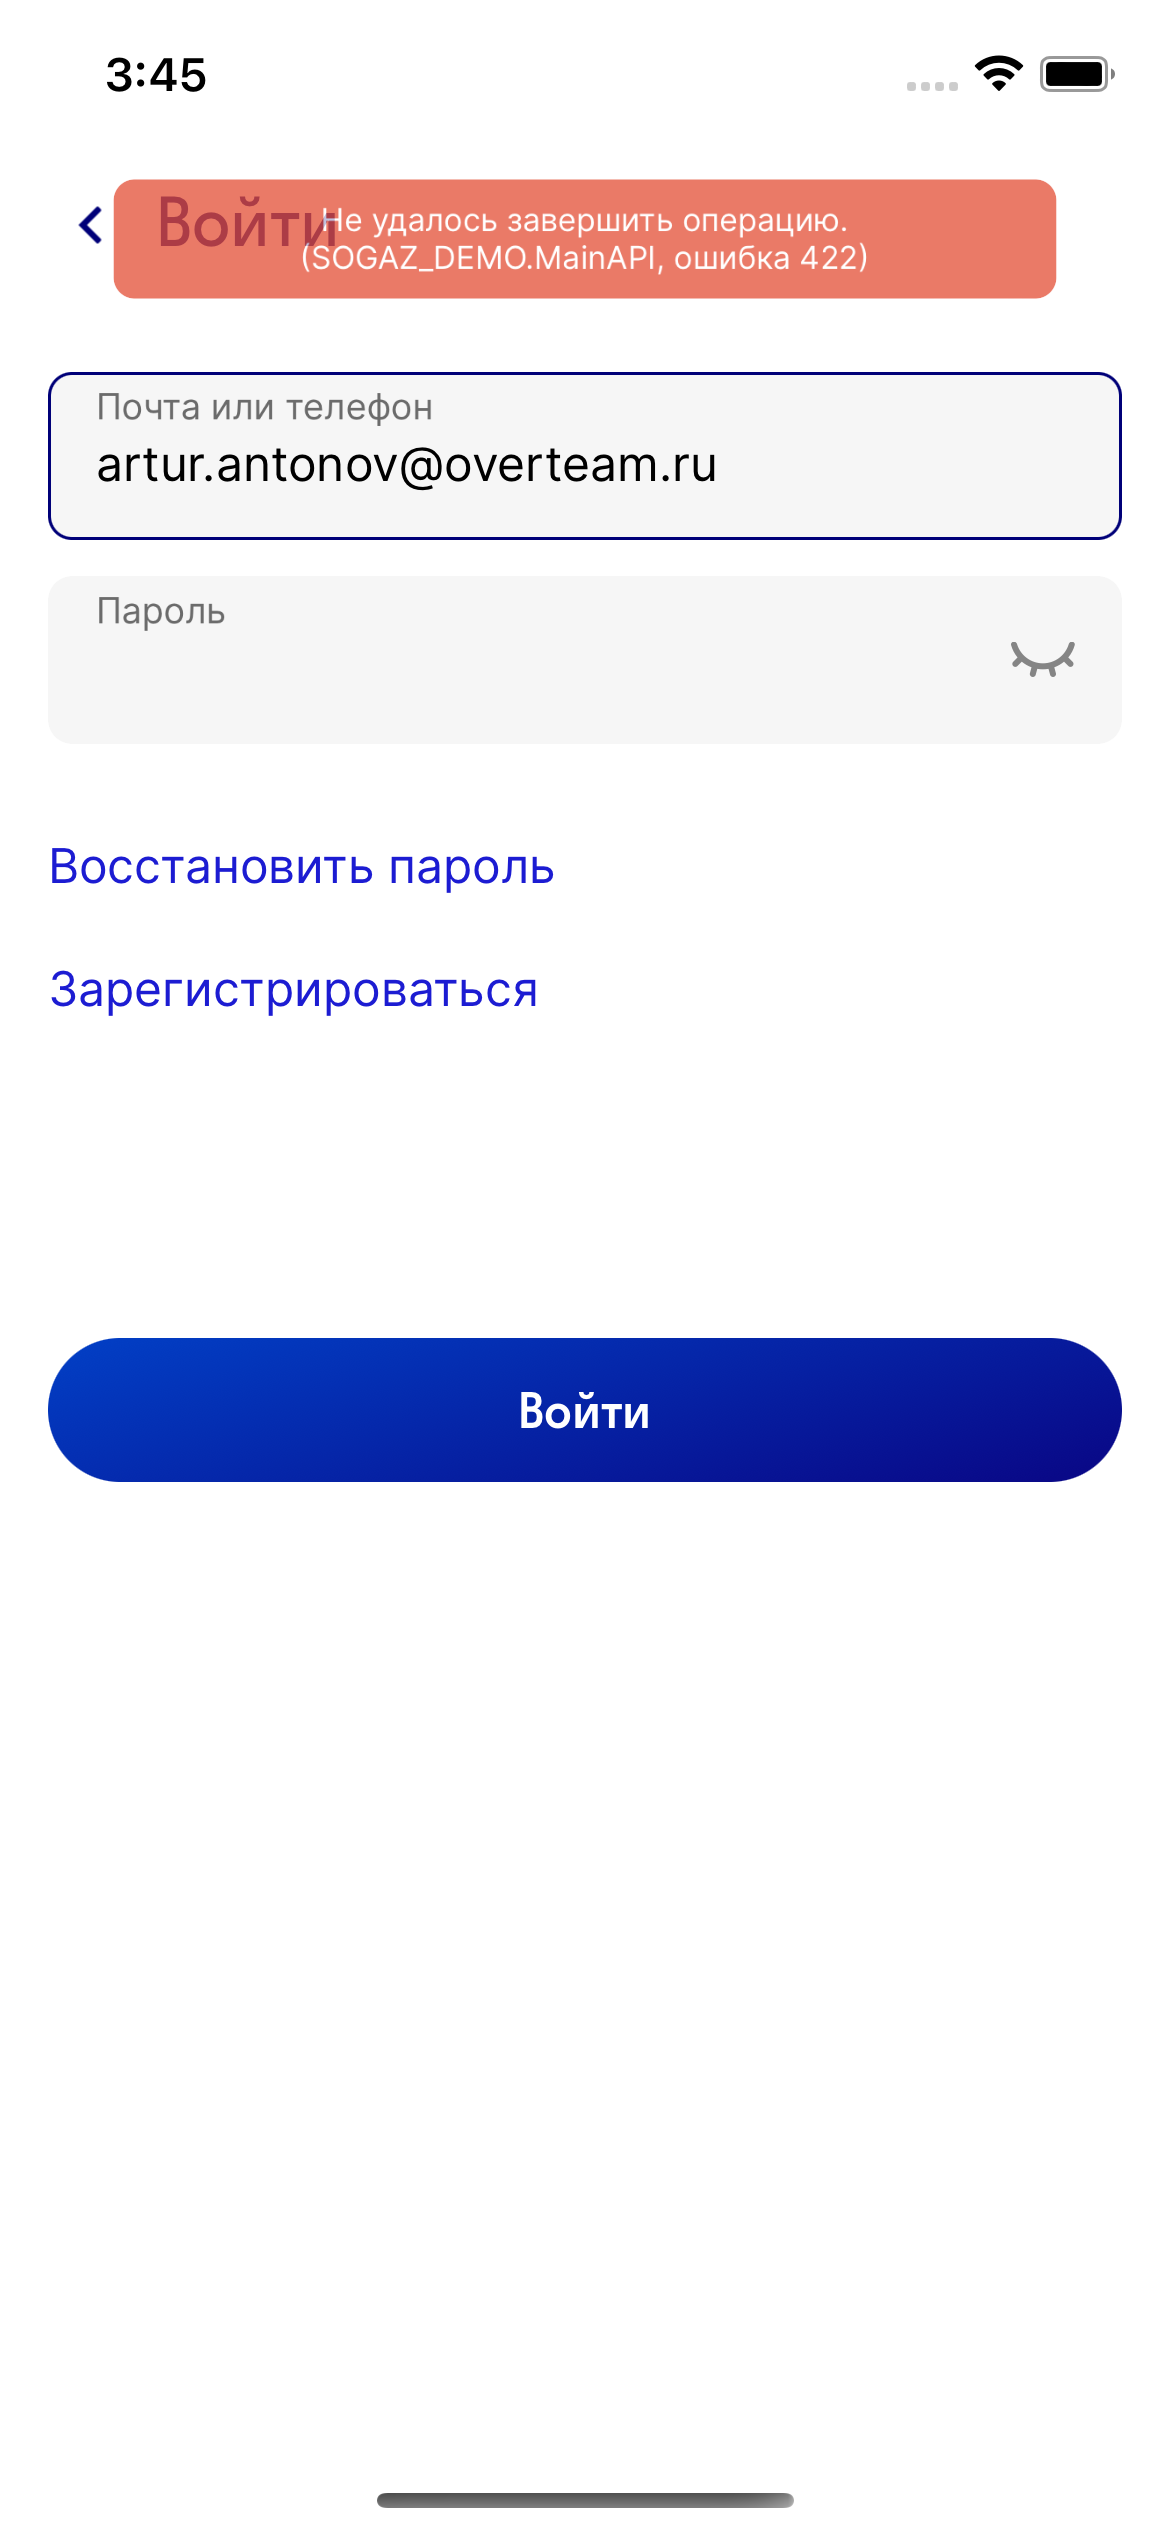 3:45
Войти
Не удалось завершить операцию.
(SOGAZ_DEMO.MainAPI, ошибка 422)
Почта или телефон
artur.antonov@overteam.ru
Пароль
Восстановить пароль
Зарегистрироваться
Войти